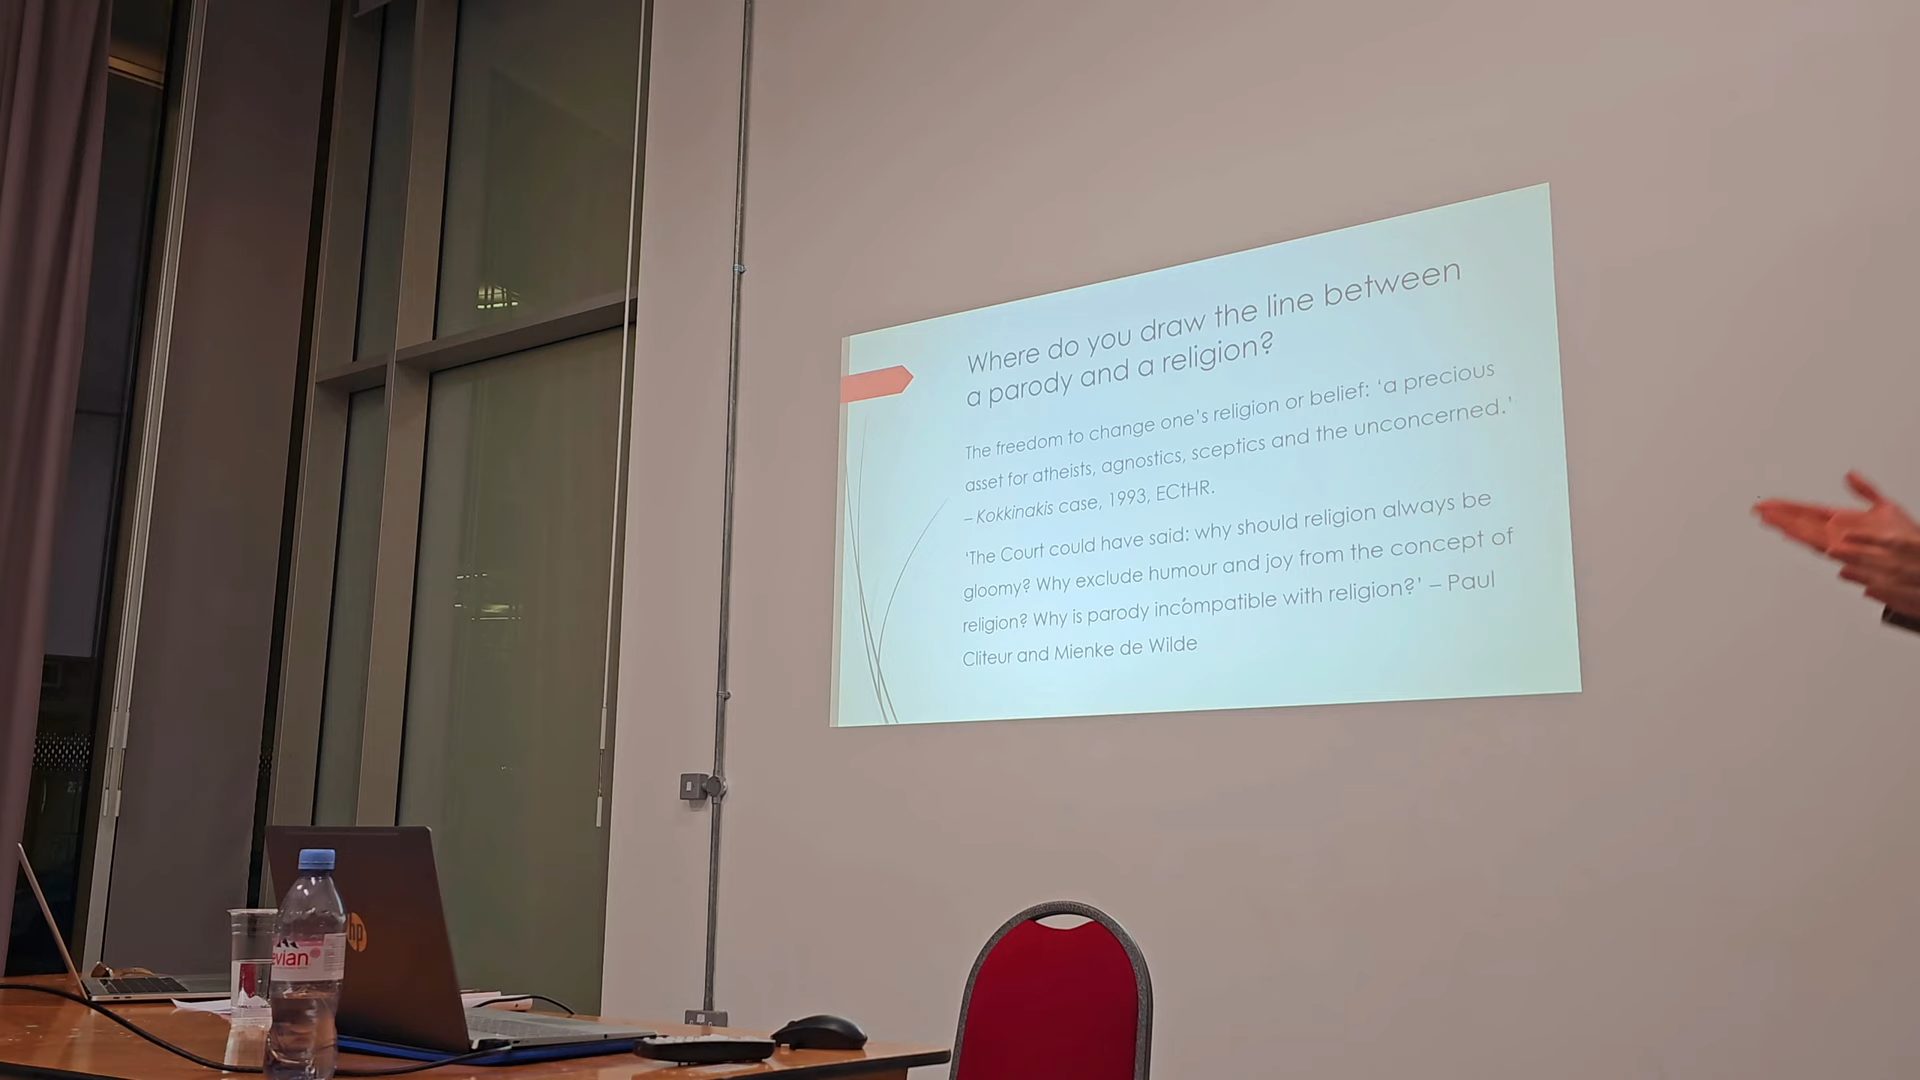 Where do you draw the line between
a parody and a religion?
The freedom to change one's religion or belief: 'a precious
asset for atheists, agnostics, sceptics and the unconcerned.'
– Kokkinakis case, 1993, ECtHR.
'The Court could have said: why should religion always be
gloomy? Why exclude humour and joy from the concept of
religion? Why is parody incompatible with religion?' – Paul
Cliteur and Mienke de Wilde
hp
evian